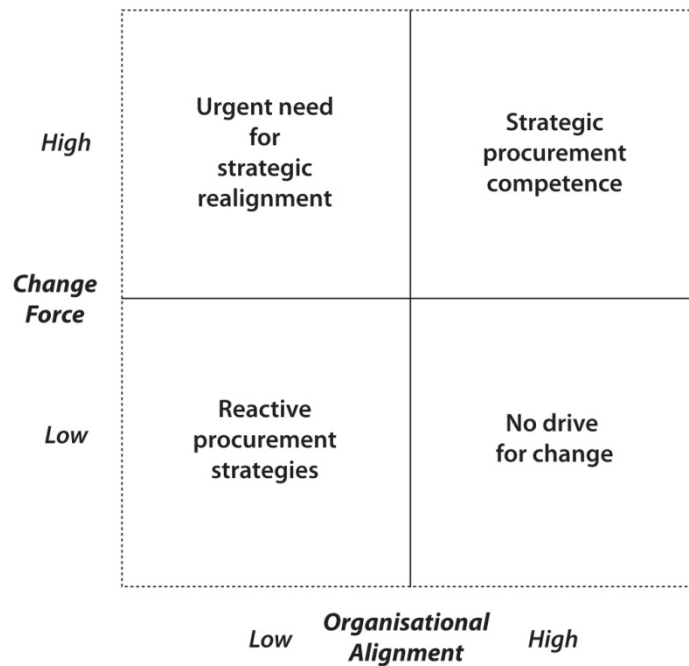 Urgent need
for
strategic
realignment
Strategic
procurement
competence
High
Change
Force
Reactive
procurement
strategies
No drive
for change
Low
Low
Organisational
Alignment
High